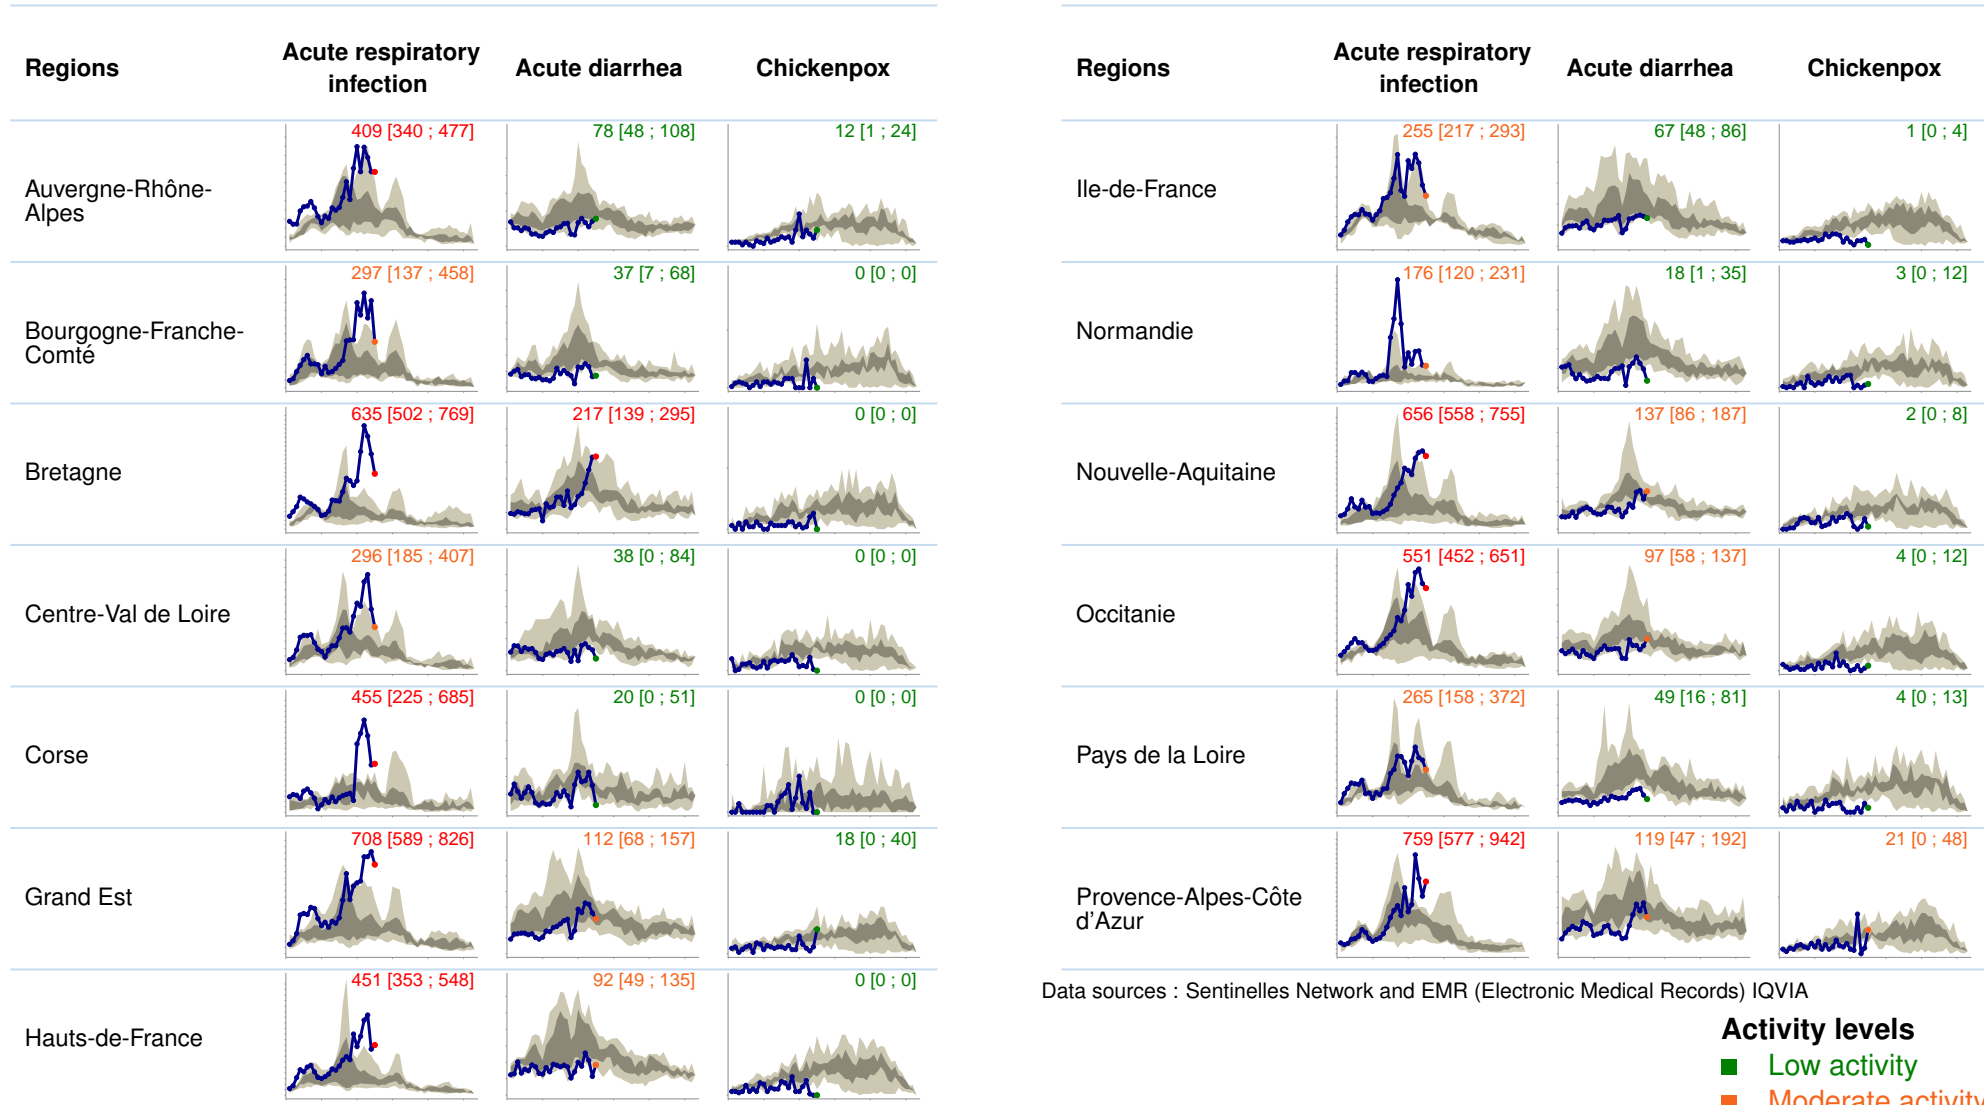 Regions
Acute respiratory
infection
Acute diarrhea
Chickenpox
Auvergne-Rhône-
Alpes
409 [340 ; 477]
78 [48 ; 108]
12 [1 ; 24]
Bourgogne-Franche-
Comté
297 [137 ; 458]
37 [7 ; 68]
0 [0 ; 0]
Bretagne
635 [502 ; 769]
217 [139 ; 295]
0 [0 ; 0]
Centre-Val de Loire
296 [185 ; 407]
38 [0 ; 84]
0 [0 ; 0]
Corse
455 [225 ; 685]
20 [0 ; 51]
0 [0 ; 0]
Grand Est
708 [589 ; 826]
112 [68 ; 157]
18 [0 ; 40]
Hauts-de-France
451 [353 ; 548]
92 [49 ; 135]
0 [0 ; 0]
Regions
Acute respiratory
infection
Acute diarrhea
Chickenpox
Ile-de-France
255 [217 ; 293]
67 [48 ; 86]
1 [0 ; 4]
Normandie
176 [120 ; 231]
18 [1 ; 35]
3 [0 ; 12]
Nouvelle-Aquitaine
656 [558 ; 755]
137 [86 ; 187]
2 [0 ; 8]
Occitanie
551 [452 ; 651]
97 [58 ; 137]
4 [0 ; 12]
Pays de la Loire
265 [158 ; 372]
49 [16 ; 81]
4 [0 ; 13]
Provence-Alpes-Côte
d'Azur
759 [577 ; 942]
119 [47 ; 192]
21 [0 ; 48]
Data sources : Sentinelles Network and EMR (Electronic Medical Records) IQVIA
Activity levels
Low activity
Moderate activity